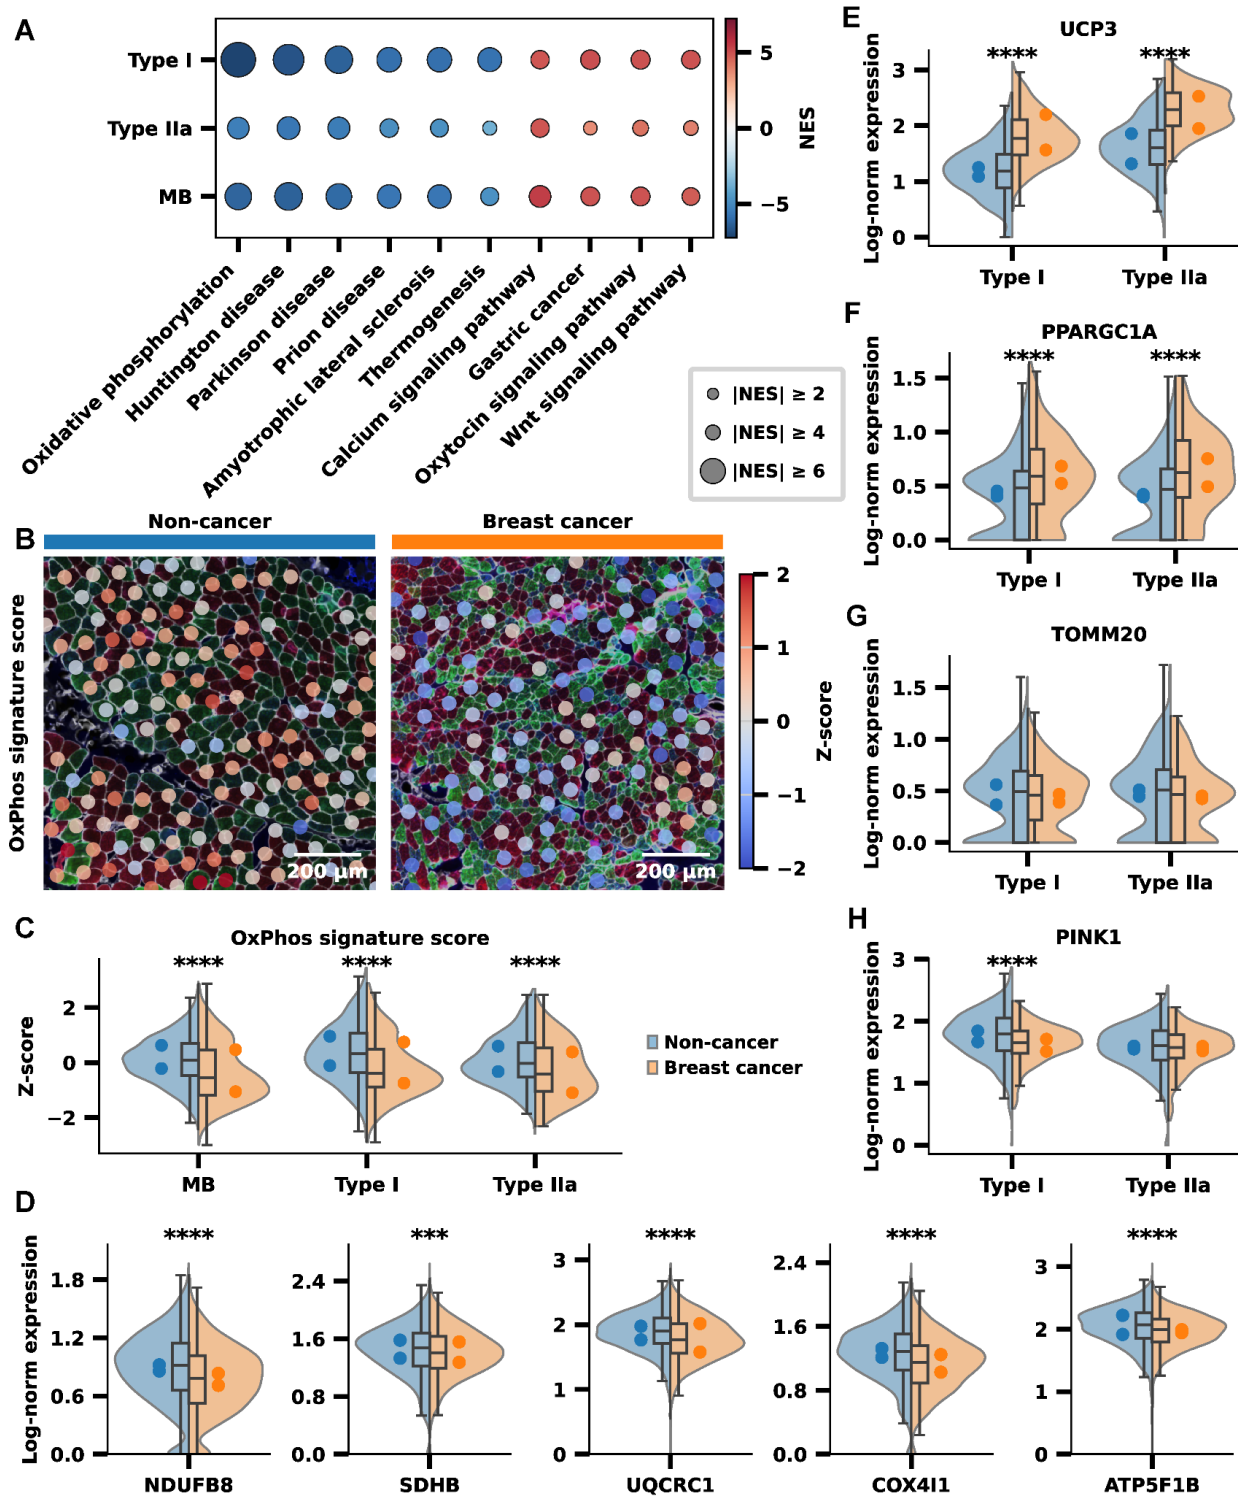 A
Type I
Type IIa
MB
Oxidative phosphorylation
Huntington disease
Parkinson disease
Prion disease
Amyotrophic lateral sclerosis
Thermogenesis
Calcium signaling pathway
Gastric cancer
Oxytocin signaling pathway
Wnt signaling pathway
5
0
−5
NES
|NES| ≥ 2
|NES| ≥ 4
|NES| ≥ 6
B
Non-cancer
Breast cancer
OxPhos signature score
200 µm
200 µm
2
1
0
−1
−2
Z-score
C
OxPhos signature score
**** **** ****
Z-score
2
0
−2
MB Type I Type IIa
Non-cancer
Breast cancer
D
Log-norm expression
****
1.8
1.2
0.6
0.0
NDUFB8
***
2.4
1.6
0.8
0.0
SDHB
****
3
2
1
0
UQCRC1
****
2.4
1.6
0.8
0.0
COX4I1
****
3
2
1
0
ATP5F1B
E
UCP3
**** ****
Log-norm expression
3
2
1
0
Type I Type IIa
F
PPARGC1A
**** ****
Log-norm expression
1.5
1.0
0.5
0.0
Type I Type IIa
G
TOMM20
Log-norm expression
1.5
1.0
0.5
0.0
Type I Type IIa
H
PINK1
****
Log-norm expression
3
2
1
0
Type I Type IIa